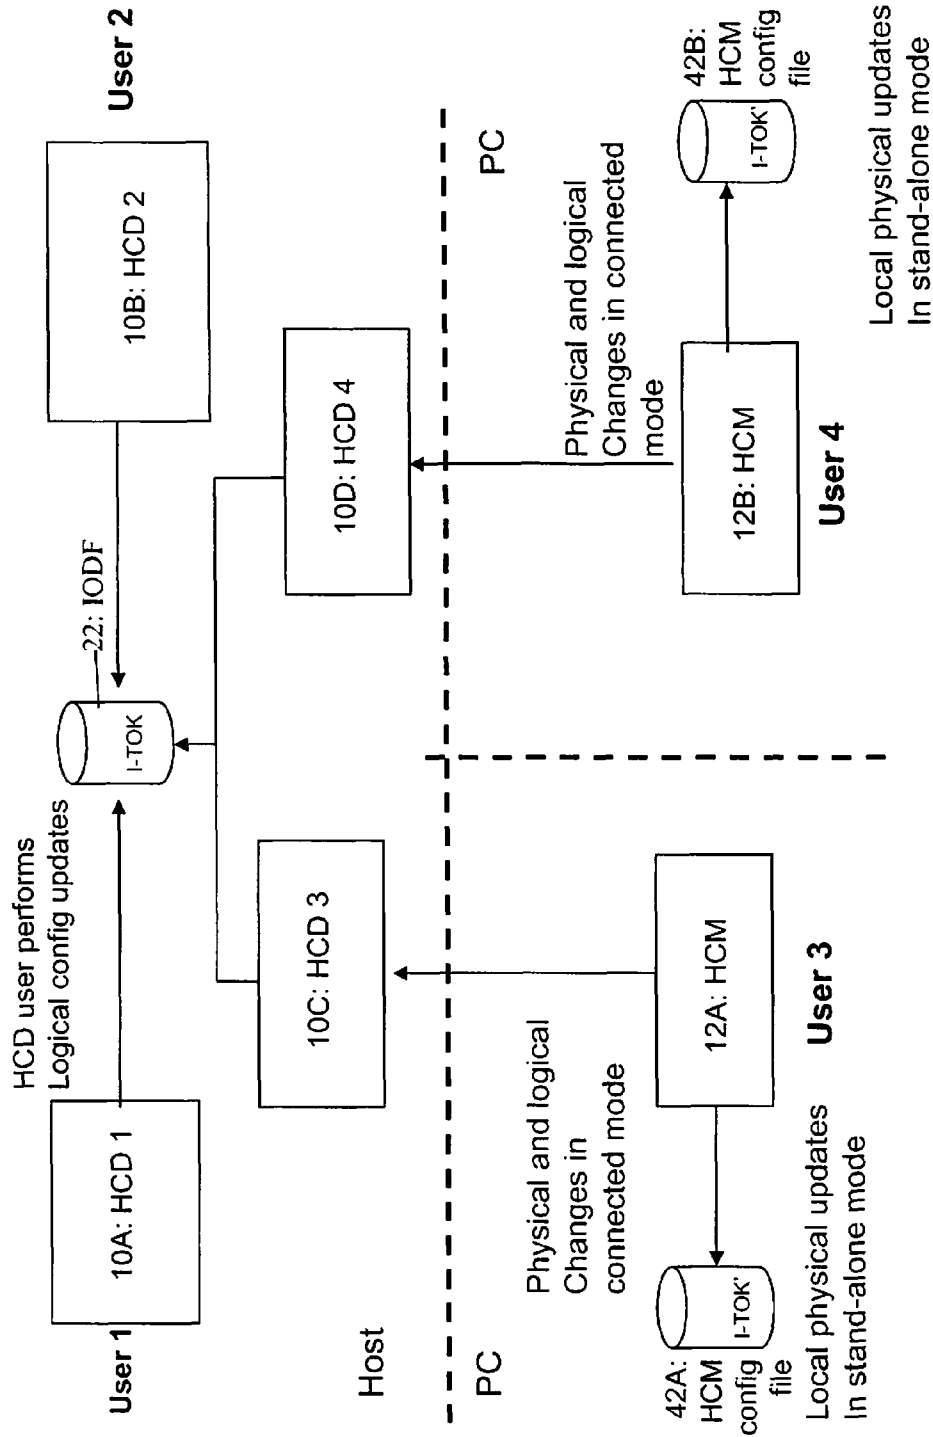 HCD user performs
Logical config updates
User 1
10A: HCD 1
I-TOK
22: IODF
10B: HCD 2
User 2
10C: HCD 3
10D: HCD 4
Host
PC
PC
Physical and logical
Changes in
connected mode
Physical and logical
Changes in connected
mode
42A:
HCM
config
file
I-TOK'
12A: HCM
User 3
Local physical updates
In stand-alone mode
12B: HCM
User 4
I-TOK'
42B:
HCM
config
file
Local physical updates
In stand-alone mode